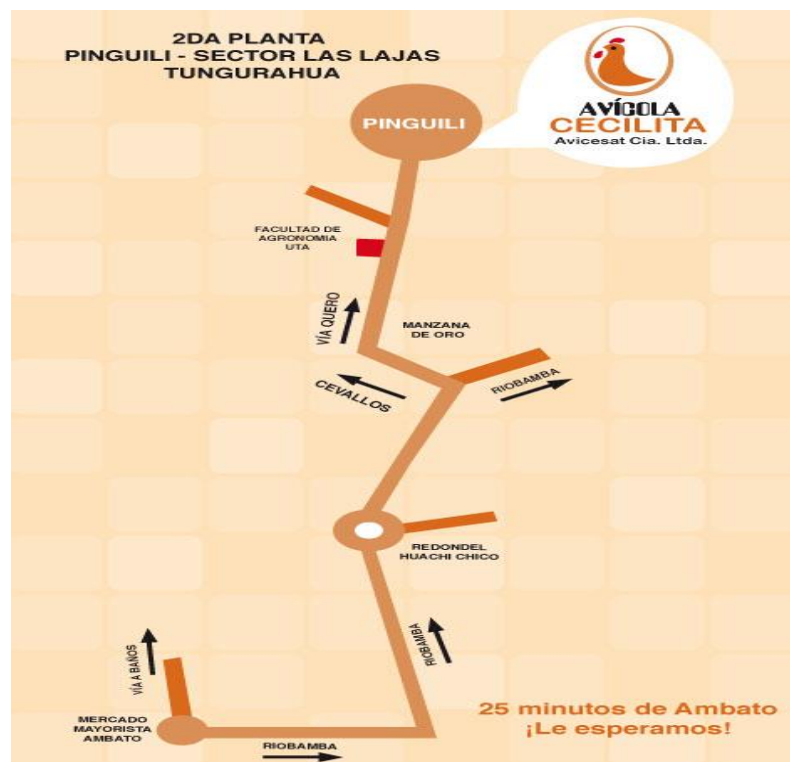 2DA PLANTA
PINGUILI - SECTOR LAS LAJAS
TUNGURAHUA
AVÍCOLA
CECILITA
Avicesat Cia. Ltda.
PINGUILI
FACULTAD DE
AGRONOMIA
UTA
VÍA QUERO
MANZANA
DE ORO
CEVALLOS
RIOBAMBA
REDONDEL
HUACHI CHICO
RIOBAMBA
VÍA A BAÑOS
MERCADO
MAYORISTA
AMBATO
RIOBAMBA
25 minutos de Ambato
¡Le esperamos!